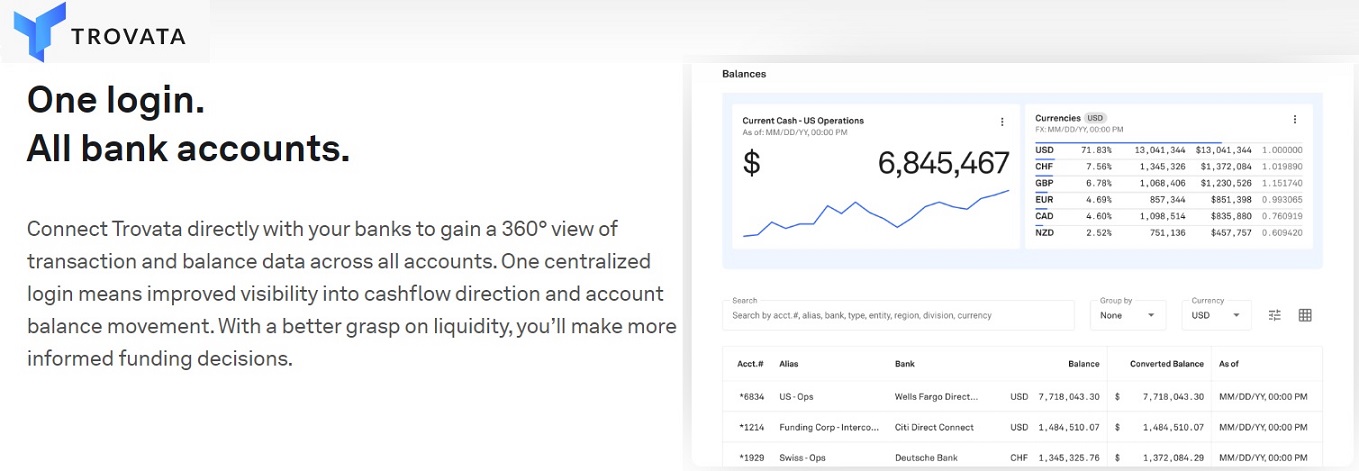 TROVATA
One login.
All bank accounts.
Connect Trovata directly with your banks to gain a 360° view of
transaction and balance data across all accounts. One centralized
login means improved visibility into cashflow direction and account
balance movement. With a better grasp on liquidity, you’ll make more
informed funding decisions.
Balances
Current Cash - US Operations
As of: MM/DD/YY, 00:00 PM
$ 6,845,467
Currencies USD
FX: MM/DD/YY, 00:00 PM
USD 71.83% 13,041,344 $13,041,344 1.000000
CHF 7.56% 1,345,326 $1,372,084 1.019890
GBP 6.78% 1,068,406 $1,230,526 1.151740
EUR 4.69% 857,344 $851,398 0.993065
CAD 4.60% 1,098,514 $835,880 0.760919
NZD 2.52% 751,136 $457,757 0.609420
Search
Search by acct.#, alias, bank, type, entity, region, division, currency
Group by
None
Currency
USD
Acct.# Alias Bank Balance Converted Balance As of
*6834 US - Ops Wells Fargo Direct... USD 7,718,043.30 $ 7,718,043.30 MM/DD/YY, 00:00 PM
*1214 Funding Corp - Interco... Citi Direct Connect USD 1,484,510.07 $ 1,484,510.07 MM/DD/YY, 00:00 PM
*1929 Swiss - Ops Deutsche Bank CHF 1,345,325.76 $ 1,372,084.29 MM/DD/YY, 00:00 PM